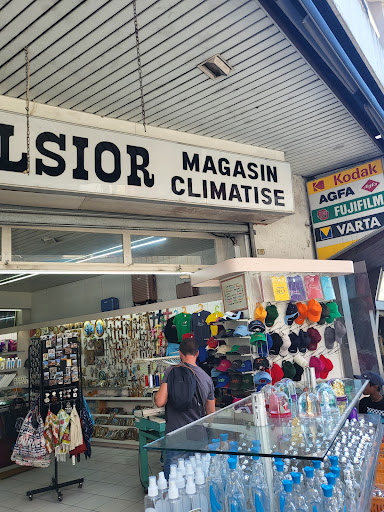 LSIOR
MAGASIN
CLIMATISE
Kodak
AGFA
FUJIFILM
VARTA